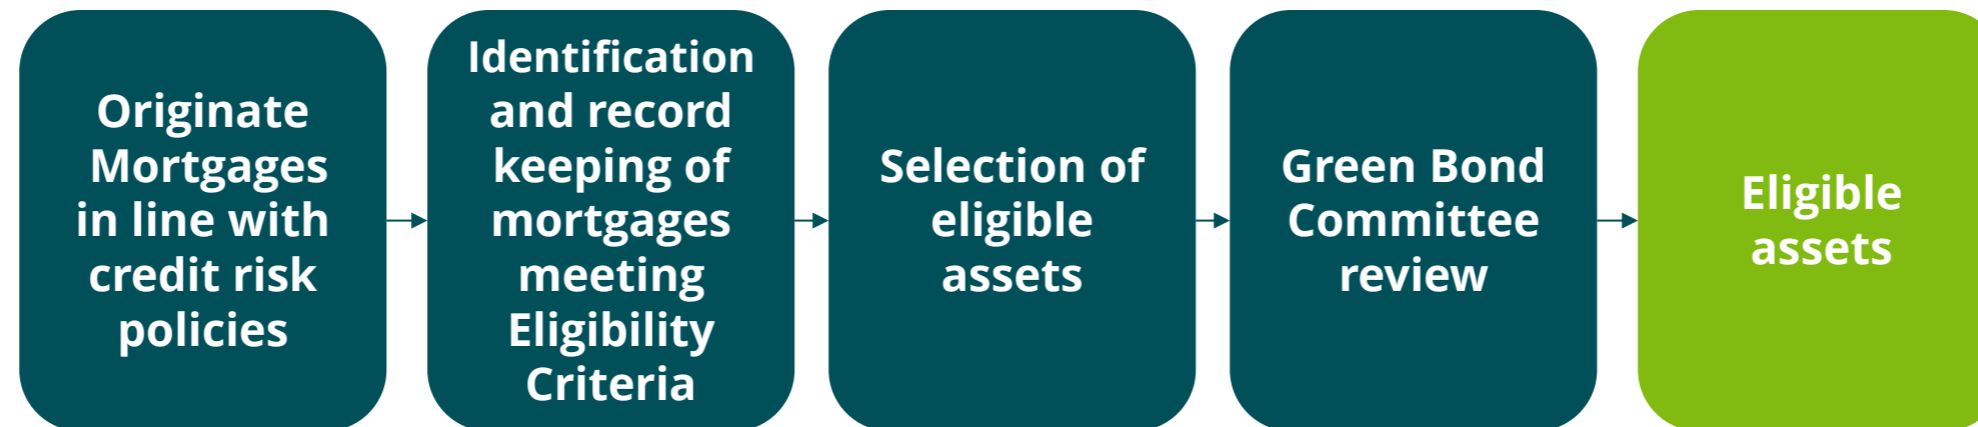 Originate
Mortgages
in line with
credit risk
policies
Identification
and record
keeping of
mortgages
meeting
Eligibility
Criteria
Selection of
eligible
assets
Green Bond
Committee
review
Eligible
assets